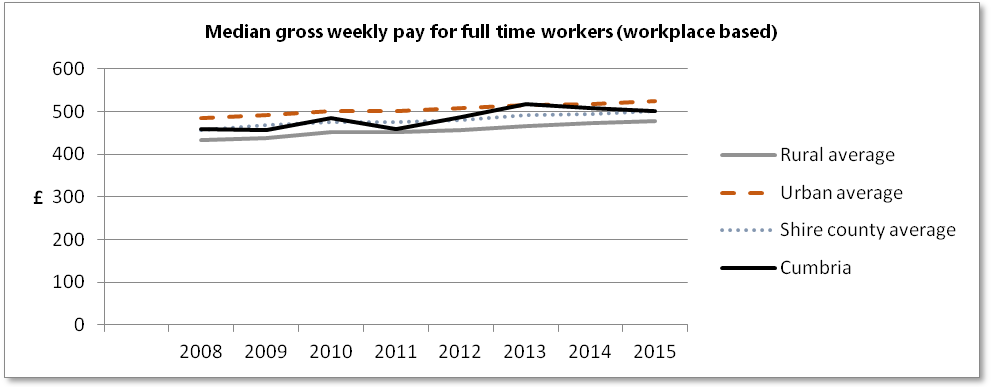 Median gross weekly pay for full time workers (workplace based)
600
500
400
300
200
100
0
£
2008 2009 2010 2011 2012 2013 2014 2015
Rural average
Urban average
Shire county average
Cumbria